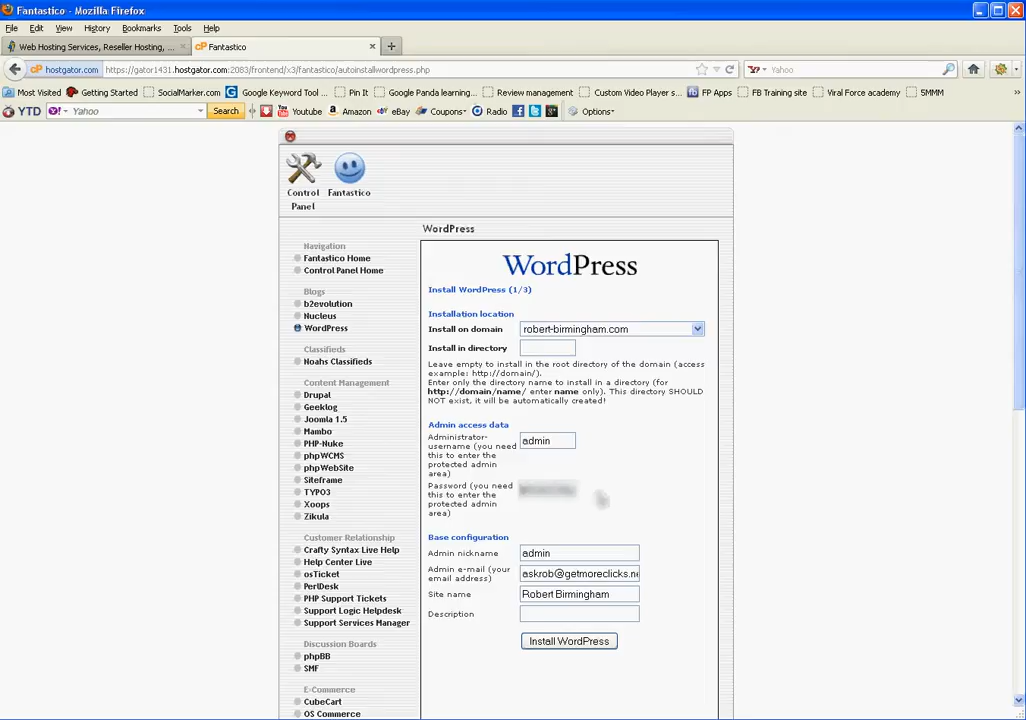 Fantastico - Mozilla Firefox
File Edit View History Bookmarks Tools Help
Web Hosting Services, Reseller Hosting, ... × cP Fantastico × +
cP hostgator.com https://gator1431.hostgator.com:2083/frontend/x3/fantastico/autoinstallwordpress.php Yahoo
Most Visited Getting Started SocialMarker.com Google Keyword Tool ... Pin It Google Panda learning... Review management Custom Video Player s... FP Apps FB Training site Viral Force academy 5MMM »
YTD Yahoo Search Youtube Amazon eBay Coupons Radio Options
Control Panel
Fantastico
WordPress
Navigation
Fantastico Home
Control Panel Home
Blogs
b2evolution
Nucleus
WordPress
Classifieds
Noahs Classifieds
Content Management
Drupal
Geeklog
Joomla 1.5
Mambo
PHP-Nuke
phpWCMS
phpWebSite
Siteframe
TYPO3
Xoops
Zikula
Customer Relationship
Crafty Syntax Live Help
Help Center Live
osTicket
PerlDesk
PHP Support Tickets
Support Logic Helpdesk
Support Services Manager
Discussion Boards
phpBB
SMF
E-Commerce
CubeCart
OS Commerce
WordPress
Install WordPress (1/3)
Installation location
Install on domain robert-birmingham.com
Install in directory
Leave empty to install in the root directory of the domain (access
example: http://domain/).
Enter only the directory name to install in a directory (for
http://domain/name/ enter name only). This directory SHOULD
NOT exist, it will be automatically created!
Admin access data
Administrator-
username (you need
this to enter the
protected admin
area)
admin
Password (you need
this to enter the
protected admin
area)
Base configuration
Admin nickname admin
Admin e-mail (your
email address)
askrob@getmoreclicks.ne
Site name Robert Birmingham
Description
Install WordPress